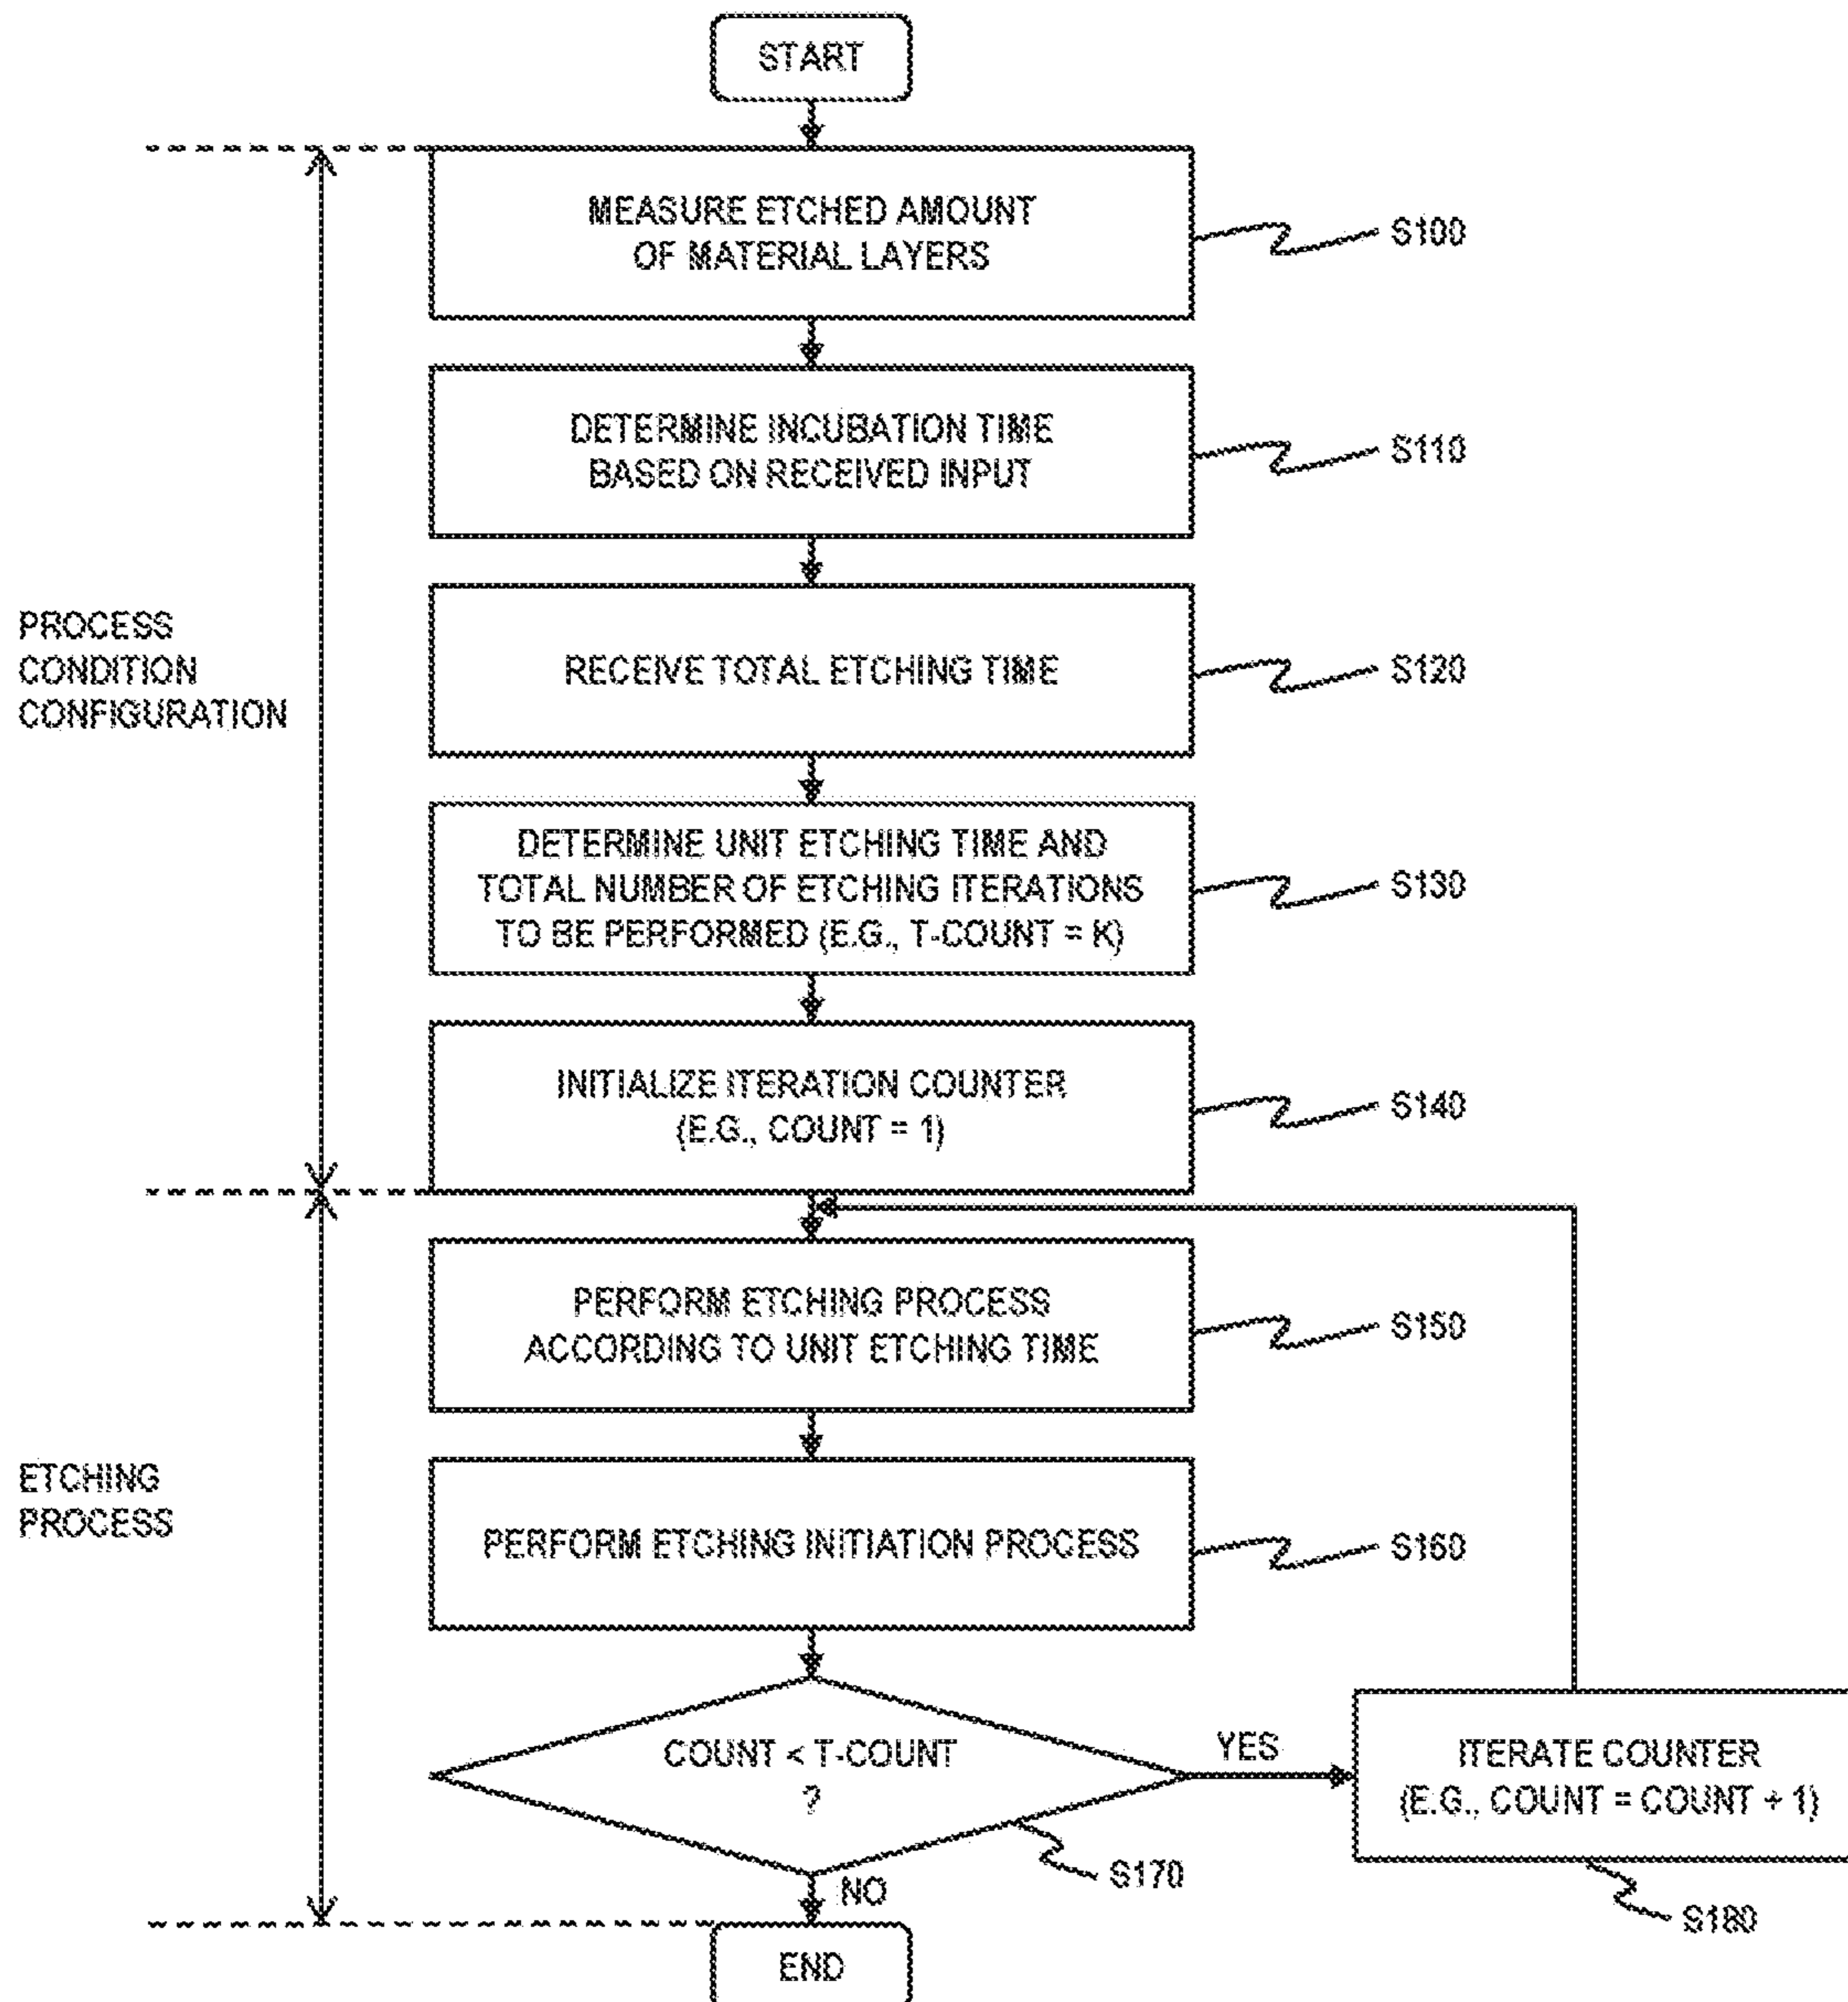 START
MEASURE ETCHED AMOUNT
OF MATERIAL LAYERS
S100
DETERMINE INCUBATION TIME
BASED ON RECEIVED INPUT
S110
PROCESS
CONDITION
CONFIGURATION
RECEIVE TOTAL ETCHING TIME
S120
DETERMINE UNIT ETCHING TIME AND
TOTAL NUMBER OF ETCHING ITERATIONS
TO BE PERFORMED (E.G., T-COUNT = K)
S130
INITIALIZE ITERATION COUNTER
(E.G., COUNT = 1)
S140
PERFORM ETCHING PROCESS
ACCORDING TO UNIT ETCHING TIME
S150
ETCHING
PROCESS
PERFORM ETCHING INITIATION PROCESS
S160
COUNT < T-COUNT
?
YES
ITERATE COUNTER
(E.G., COUNT = COUNT + 1)
S170
NO
S180
END